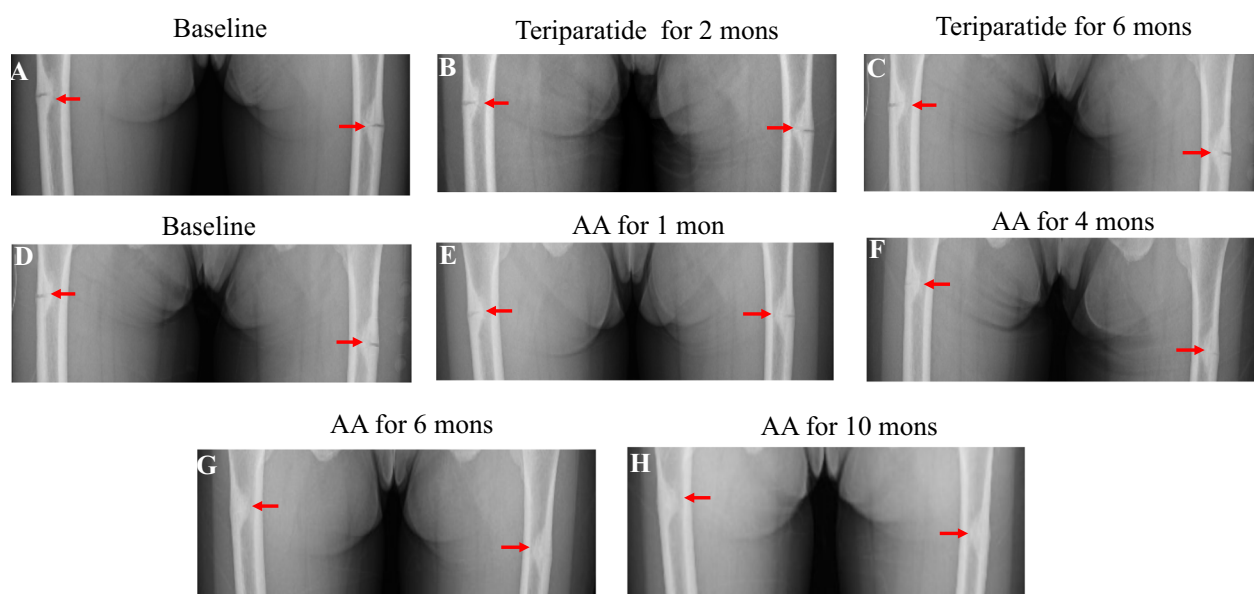 Baseline
Teriparatide for 2 mons
Teriparatide for 6 mons
A
B
C
Baseline
AA for 1 mon
AA for 4 mons
D
E
F
AA for 6 mons
AA for 10 mons
G
H